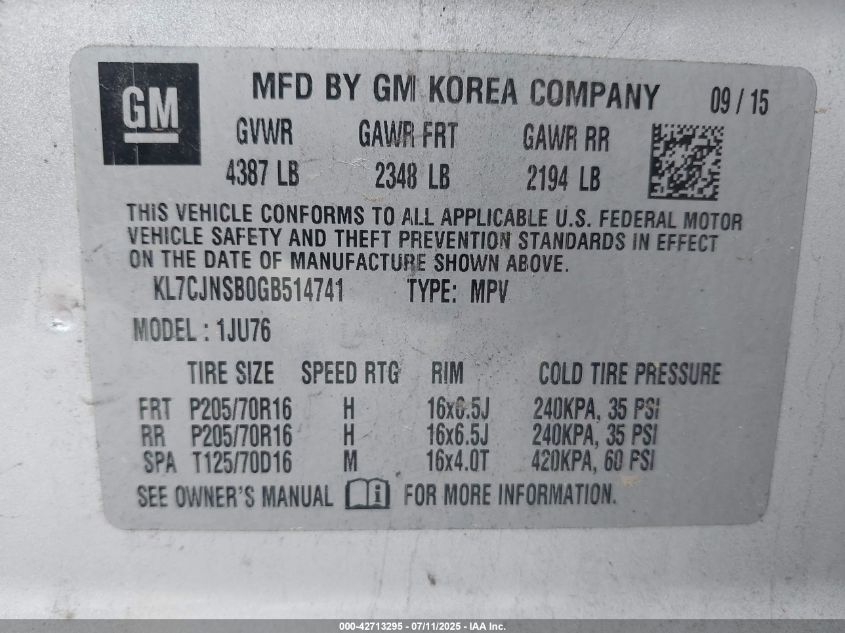 GM
MFD BY GM KOREA COMPANY 09 / 15
GVWR GAWR FRT GAWR RR
4387 LB 2348 LB 2194 LB
THIS VEHICLE CONFORMS TO ALL APPLICABLE U.S. FEDERAL MOTOR
VEHICLE SAFETY AND THEFT PREVENTION STANDARDS IN EFFECT
ON THE DATE OF MANUFACTURE SHOWN ABOVE.
KL7CJNSB0GB514741 TYPE: MPV
MODEL : 1JU76
TIRE SIZE SPEED RTG RIM COLD TIRE PRESSURE
FRT P205/70R16 H 16x6.5J 240KPA, 35 PSI
RR P205/70R16 H 16x6.5J 240KPA, 35 PSI
SPA T125/70D16 M 16x4.0T 420KPA, 60 PSI
SEE OWNER'S MANUAL i FOR MORE INFORMATION.
000-42713295 - 07/11/2025 - IAA Inc.